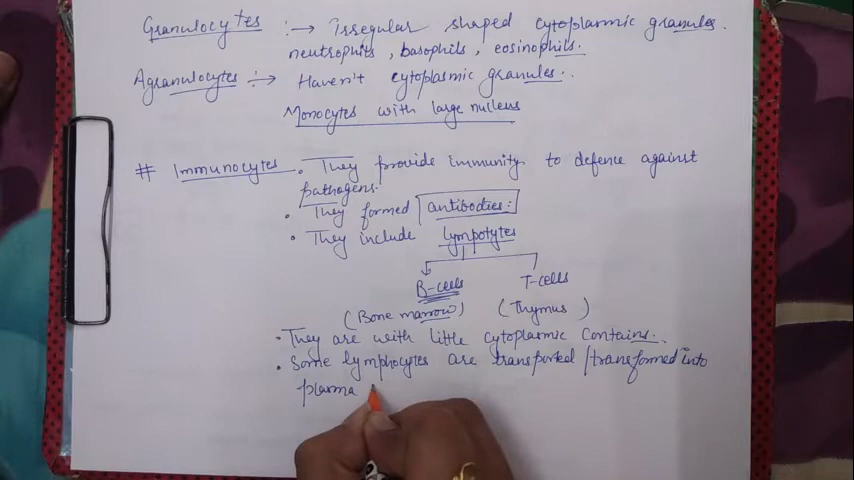 Granulocytes :→ Irregular shaped cytoplasmic granules.
neutrophils, basophils, eosinophils.
Agranulocytes :→ Haven't cytoplasmic granules.
Monocytes with large nucleus
# Immunocytes • They provide immunity to defence against
pathogens.
• They formed antibodies:
• They include lympotytes
B-cells T-cells
(Bone marrow) (Thymus)
• They are with little cytoplasmic contains.
• Some lymphocytes are transported/transformed into
plasma